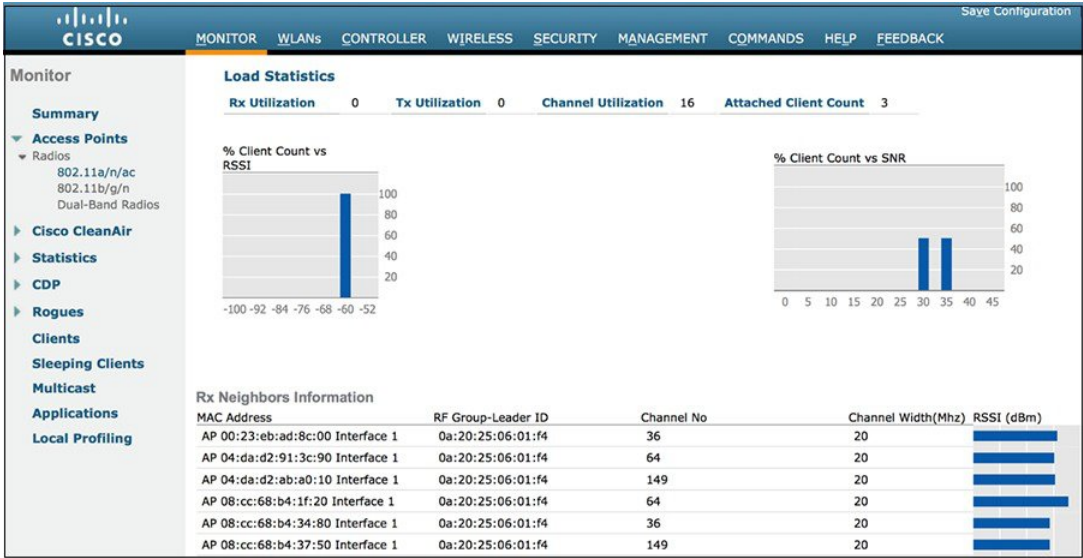 Save Configuration
CISCO
MONITOR WLANs CONTROLLER WIRELESS SECURITY MANAGEMENT COMMANDS HELP FEEDBACK
Monitor
Summary
Access Points
Radios
802.11a/n/ac
802.11b/g/n
Dual-Band Radios
Cisco CleanAir
Statistics
CDP
Rogues
Clients
Sleeping Clients
Multicast
Applications
Local Profiling
Load Statistics
Rx Utilization 0 Tx Utilization 0 Channel Utilization 16 Attached Client Count 3
% Client Count vs
RSSI
100
80
60
40
20
-100 -92 -84 -76 -68 -60 -52
% Client Count vs SNR
100
80
60
40
20
0 5 10 15 20 25 30 35 40 45
Rx Neighbors Information
MAC Address RF Group-Leader ID Channel No Channel Width(Mhz) RSSI (dBm)
AP 00:23:eb:ad:8c:00 Interface 1 0a:20:25:06:01:f4 36 20
AP 04:da:d2:91:3c:90 Interface 1 0a:20:25:06:01:f4 64 20
AP 04:da:d2:ab:a0:10 Interface 1 0a:20:25:06:01:f4 149 20
AP 08:cc:68:b4:1f:20 Interface 1 0a:20:25:06:01:f4 64 20
AP 08:cc:68:b4:34:80 Interface 1 0a:20:25:06:01:f4 36 20
AP 08:cc:68:b4:37:50 Interface 1 0a:20:25:06:01:f4 149 20